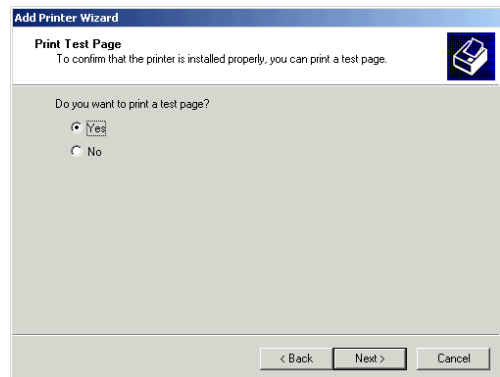 Add Printer Wizard
Print Test Page
To confirm that the printer is installed properly, you can print a test page.
Do you want to print a test page?
Yes
No
< Back
Next >
Cancel